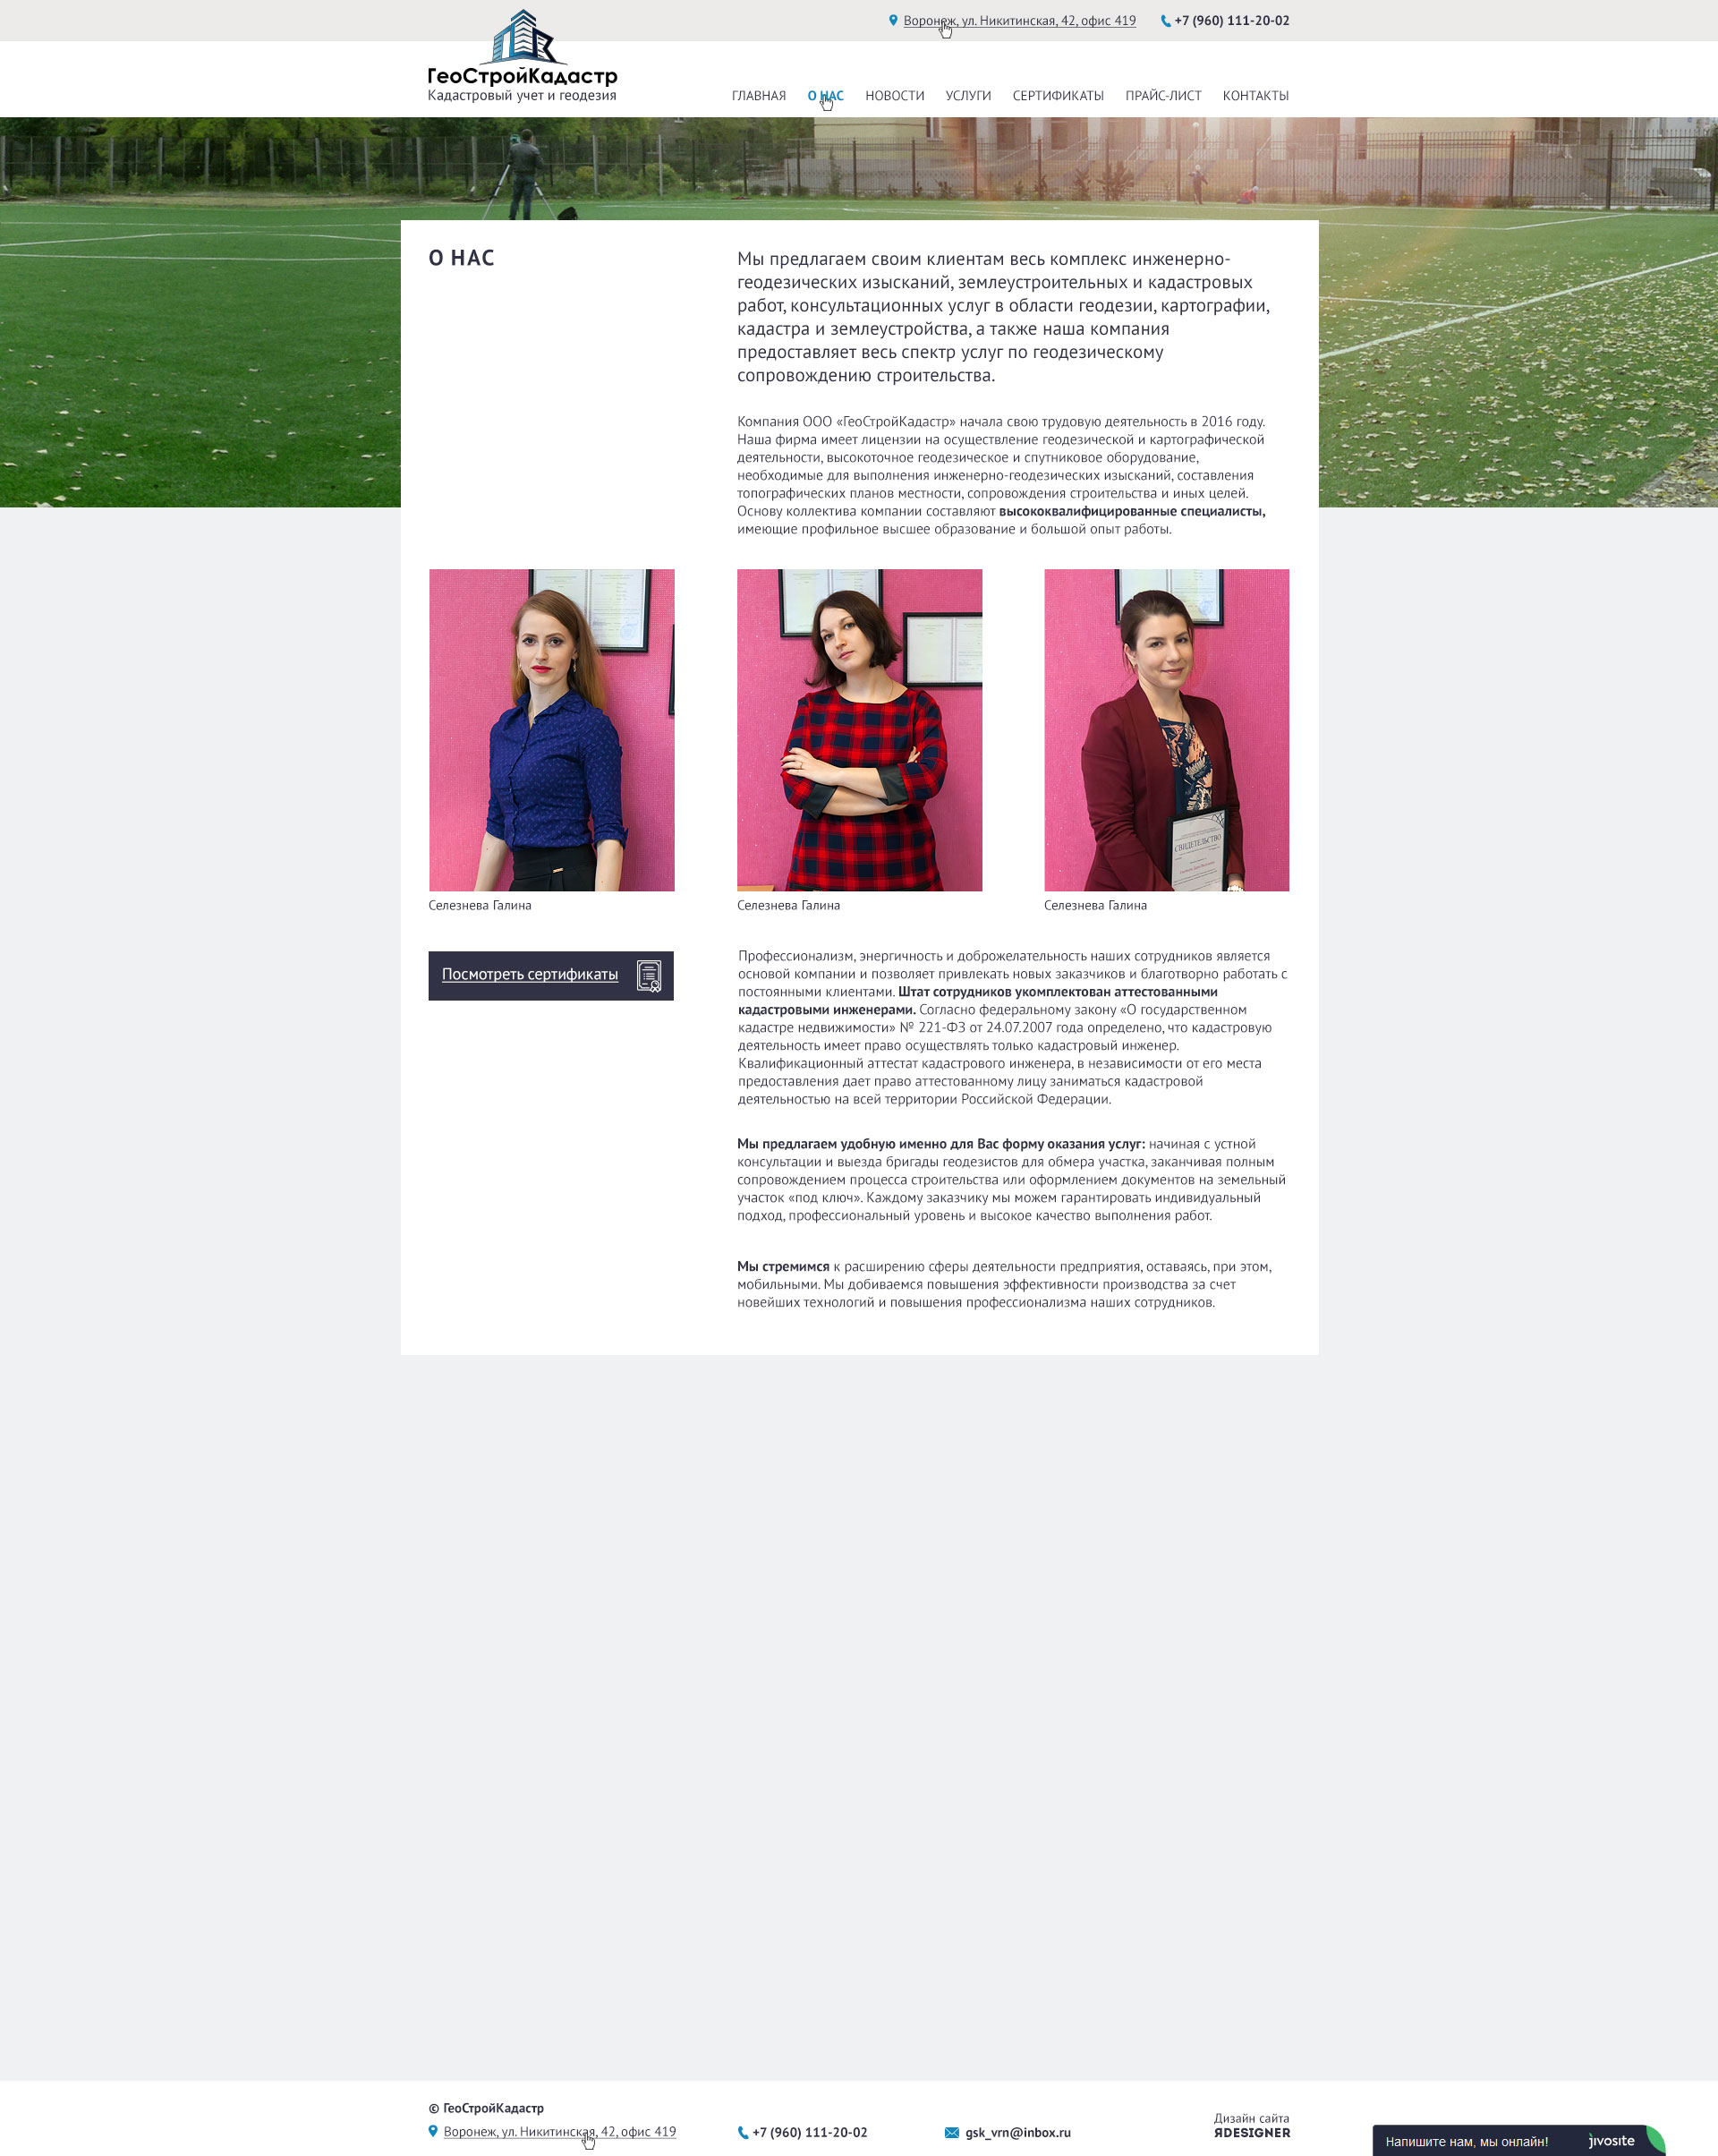 Воронеж, ул. Никитинская, 42, офис 419
+7 (960) 111-20-02
ГеоСтройКадастр
Кадастровый учет и геодезия
ГЛАВНАЯ О НАС НОВОСТИ УСЛУГИ СЕРТИФИКАТЫ ПРАЙС-ЛИСТ КОНТАКТЫ
О НАС
Мы предлагаем своим клиентам весь комплекс инженерно-
геодезических изысканий, землеустроительных и кадастровых
работ, консультационных услуг в области геодезии, картографии,
кадастра и землеустройства, а также наша компания
предоставляет весь спектр услуг по геодезическому
сопровождению строительства.
Компания ООО «ГеоСтройКадастр» начала свою трудовую деятельность в 2016 году.
Наша фирма имеет лицензии на осуществление геодезической и картографической
деятельности, высокоточное геодезическое и спутниковое оборудование,
необходимые для выполнения инженерно-геодезических изысканий, составления
топографических планов местности, сопровождения строительства и иных целей.
Основу коллектива компании составляют высококвалифицированные специалисты,
имеющие профильное высшее образование и большой опыт работы.
СВИДЕТЕЛЬСТВО
Селезнева Галина
Селезнева Галина
Селезнева Галина
Посмотреть сертификаты
Профессионализм, энергичность и доброжелательность наших сотрудников является
основой компании и позволяет привлекать новых заказчиков и благотворно работать с
постоянными клиентами. Штат сотрудников укомплектован аттестованными
кадастровыми инженерами. Согласно федеральному закону «О государственном
кадастре недвижимости» № 221-ФЗ от 24.07.2007 года определено, что кадастровую
деятельность имеет право осуществлять только кадастровый инженер.
Квалификационный аттестат кадастрового инженера, в независимости от его места
предоставления дает право аттестованному лицу заниматься кадастровой
деятельностью на всей территории Российской Федерации.
Мы предлагаем удобную именно для Вас форму оказания услуг: начиная с устной
консультации и выезда бригады геодезистов для обмера участка, заканчивая полным
сопровождением процесса строительства или оформлением документов на земельный
участок «под ключ». Каждому заказчику мы можем гарантировать индивидуальный
подход, профессиональный уровень и высокое качество выполнения работ.
Мы стремимся к расширению сферы деятельности предприятия, оставаясь, при этом,
мобильными. Мы добиваемся повышения эффективности производства за счет
новейших технологий и повышения профессионализма наших сотрудников.
© ГеоСтройКадастр
Воронеж, ул. Никитинская, 42, офис 419
+7 (960) 111-20-02
gsk_vrn@inbox.ru
Дизайн сайта
ЯDESIGNER
Напишите нам, мы онлайн!
jivosite